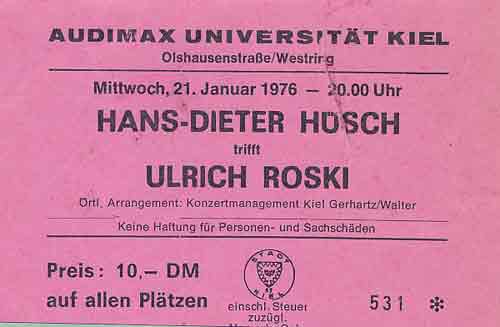 AUDIMAX UNIVERSITÄT KIEL
Olshausenstraße/Westring
Mittwoch, 21. Januar 1976 — 20.00 Uhr
HANS-DIETER HÜSCH
trifft
ULRICH ROSKI
Örtl. Arrangement: Konzertmanagement Kiel Gerhartz/Walter
Keine Haftung für Personen- und Sachschäden
Preis: 10,– DM
auf allen Plätzen
STADT
KIEL
einschl. Steuer
zuzügl.
531 *